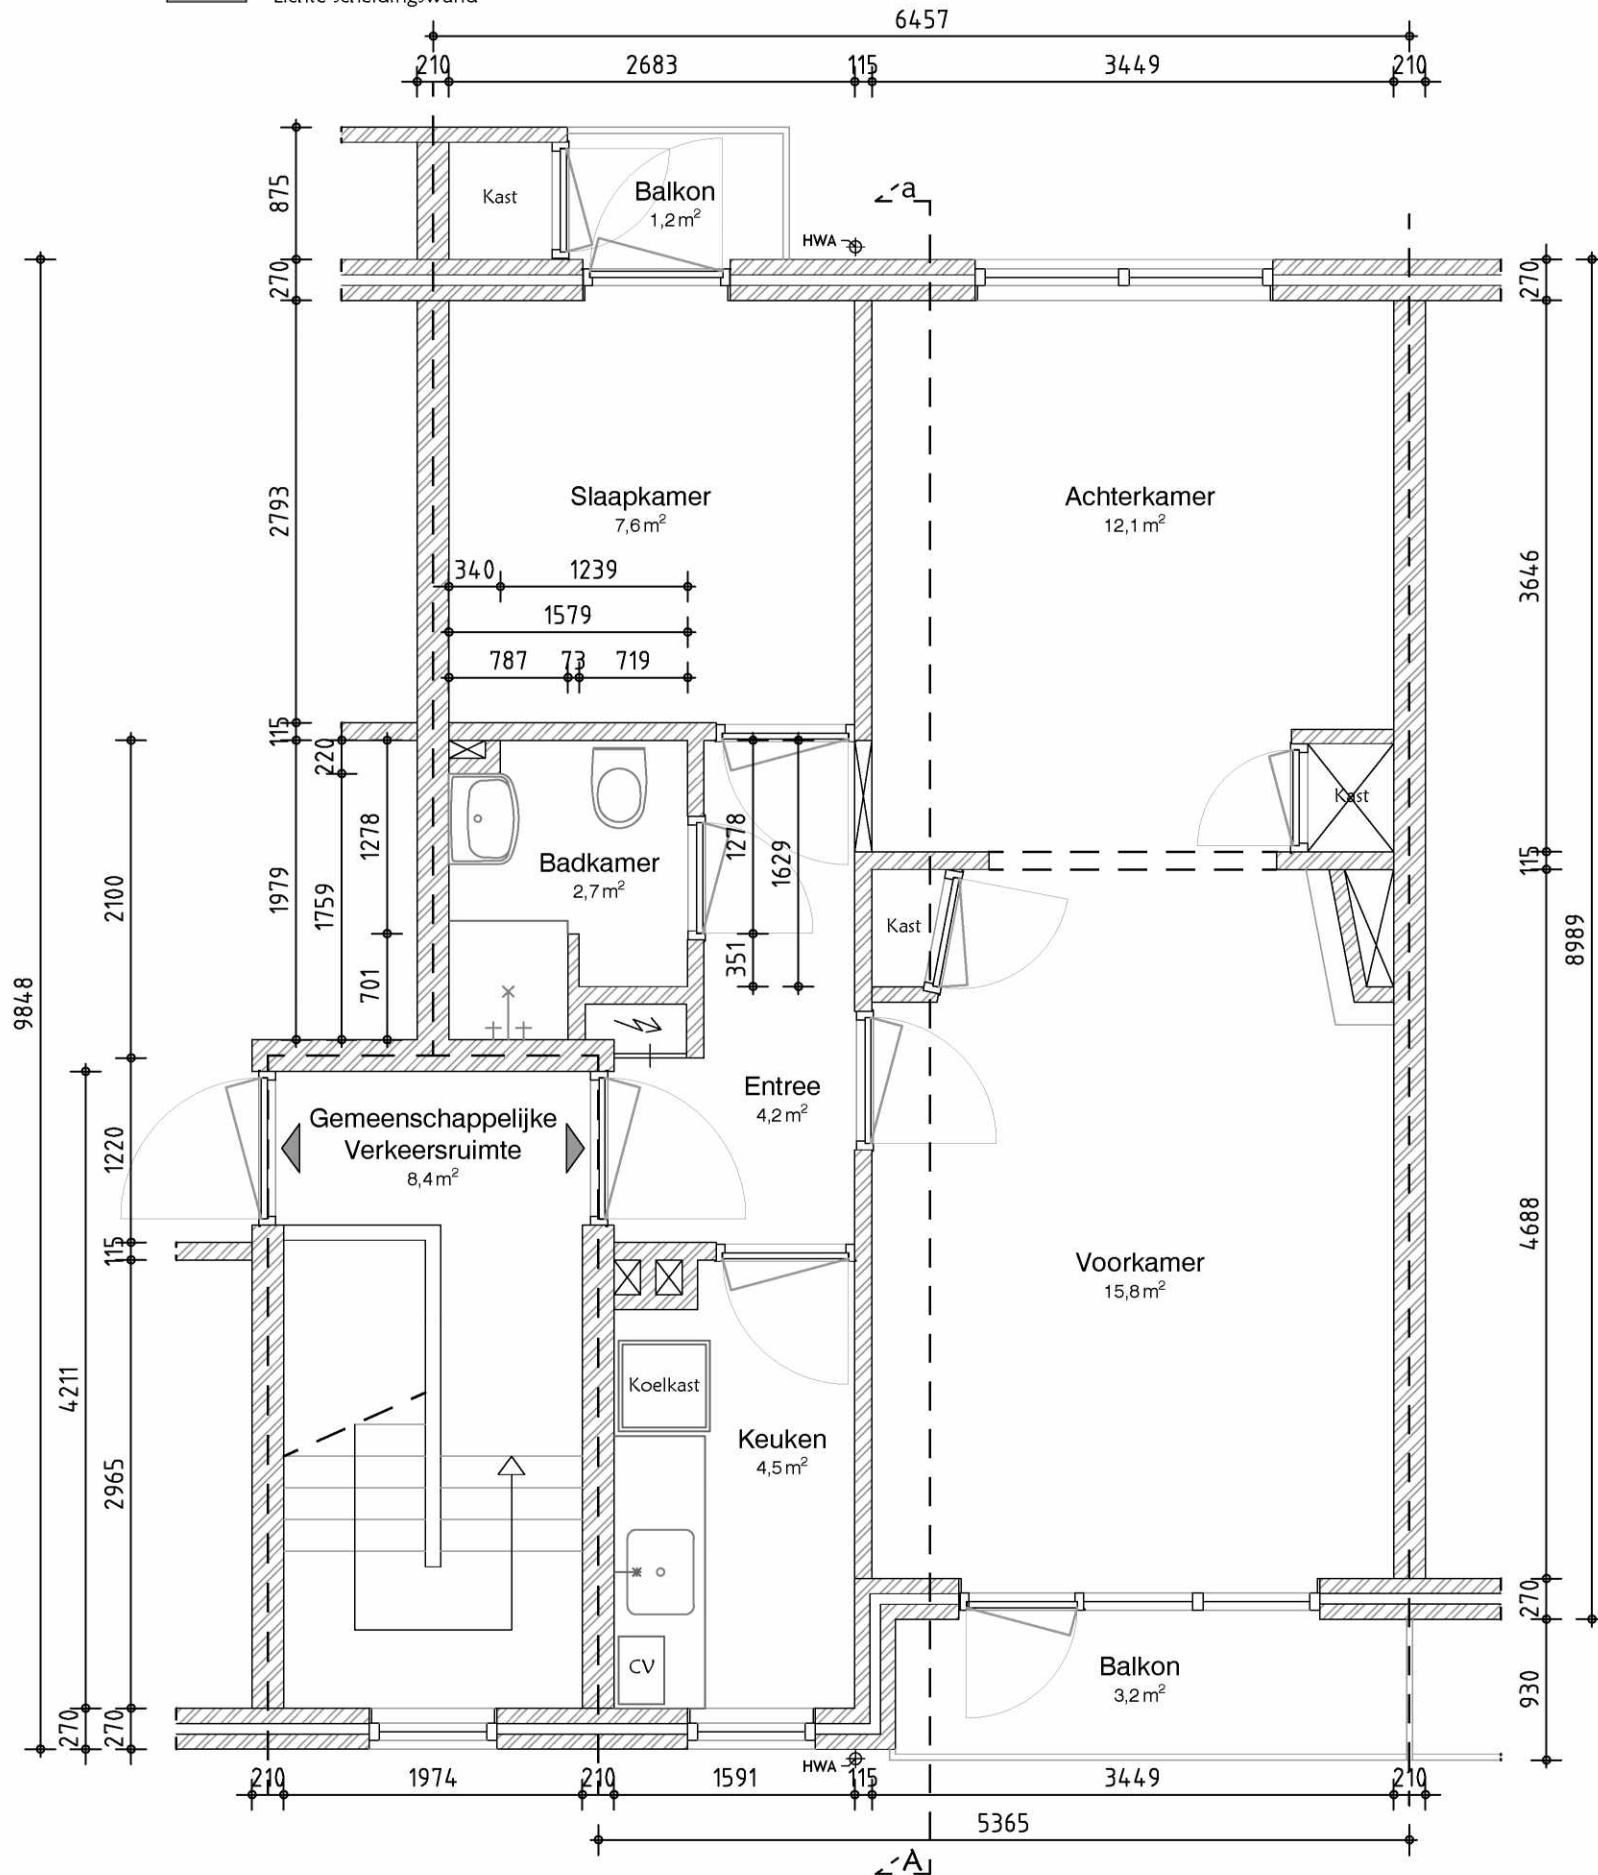 Lichte scheidingswand
6457
210
2683
115
3449
210
875
Kast
Balkon
1,2 m²
a
HWA
270
270
2793
Slaapkamer
7,6 m²
Achterkamer
12,1 m²
340
1239
3646
1579
787
73
719
115
220
1278
1979
1759
2100
701
Badkamer
2,7 m²
1278
1629
351
Kast
Kast
115
8989
9848
Entree
4,2 m²
Gemeenschappelijke
Verkeersruimte
8,4 m²
1220
115
4688
Voorkamer
15,8 m²
4211
2965
Koelkast
Keuken
4,5 m²
CV
270
Balkon
3,2 m²
930
270
270
HWA
210
1974
210
1591
115
3449
210
5365
A